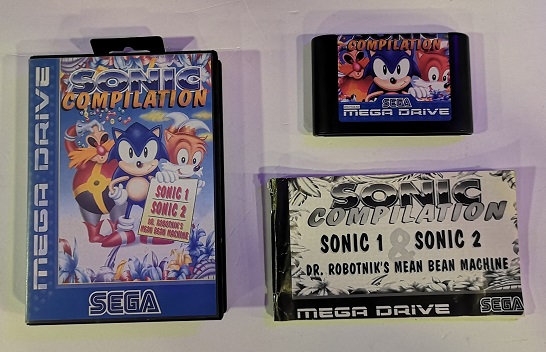 MEGA DRIVE
SONIC
COMPILATION
SONIC 1
SONIC 2
DR. ROBOTNIK'S
MEAN BEAN MACHINE
SEGA
COMPILATION
SEGA
MEGA DRIVE
SONIC
COMPILATION
SONIC 1 & SONIC 2
DR. ROBOTNIK'S MEAN BEAN MACHINE
MEGA DRIVE SEGA